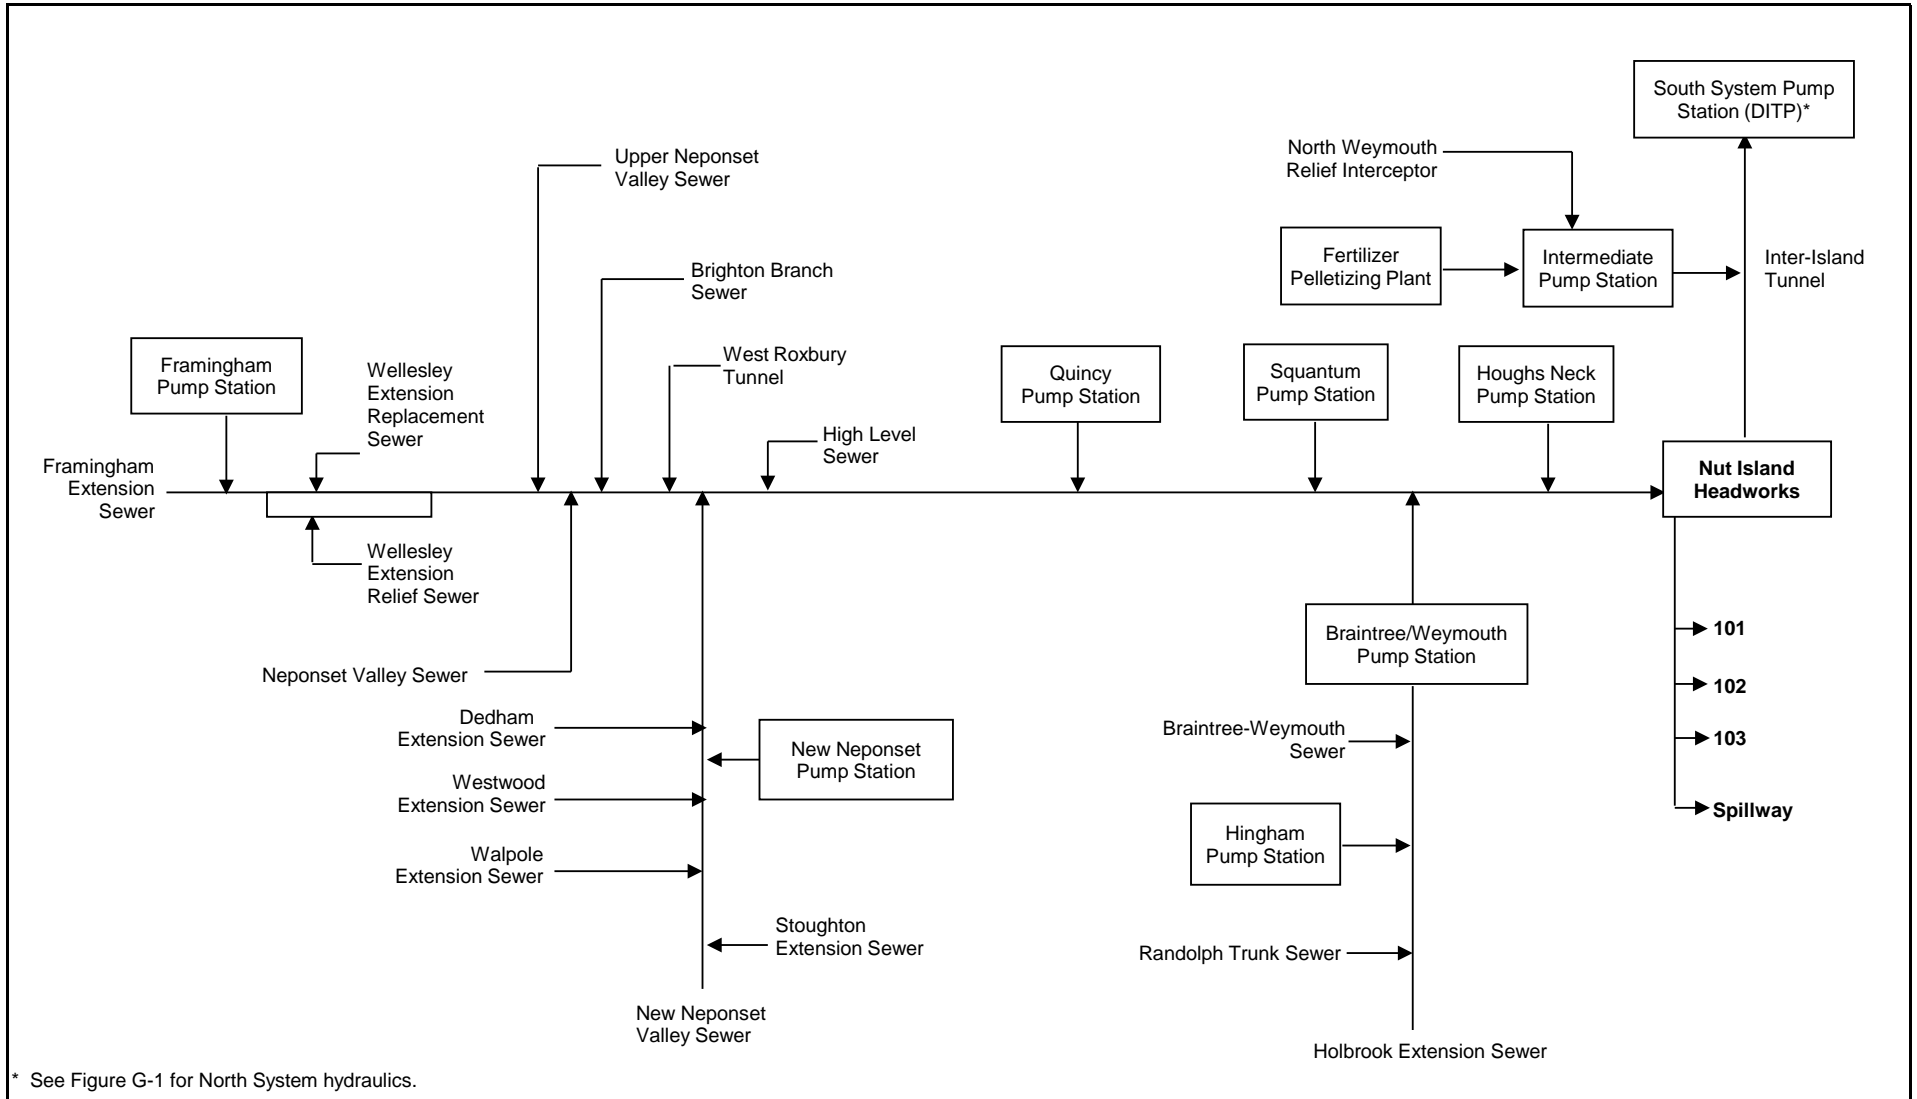 South System Pump
Station (DITP)*
Upper Neponset
Valley Sewer
North Weymouth
Relief Interceptor
Fertilizer
Pelletizing Plant
Intermediate
Pump Station
Inter-Island
Tunnel
Brighton Branch
Sewer
Framingham
Pump Station
Wellesley
Extension
Replacement
Sewer
West Roxbury
Tunnel
High Level
Sewer
Quincy
Pump Station
Squantum
Pump Station
Houghs Neck
Pump Station
Framingham
Extension
Sewer
Nut Island
Headworks
Wellesley
Extension
Relief Sewer
Neponset Valley Sewer
Dedham
Extension Sewer
New Neponset
Pump Station
Westwood
Extension Sewer
Walpole
Extension Sewer
Stoughton
Extension Sewer
New Neponset
Valley Sewer
Braintree/Weymouth
Pump Station
Braintree-Weymouth
Sewer
Hingham
Pump Station
Randolph Trunk Sewer
Holbrook Extension Sewer
101
102
103
Spillway
* See Figure G-1 for North System hydraulics.